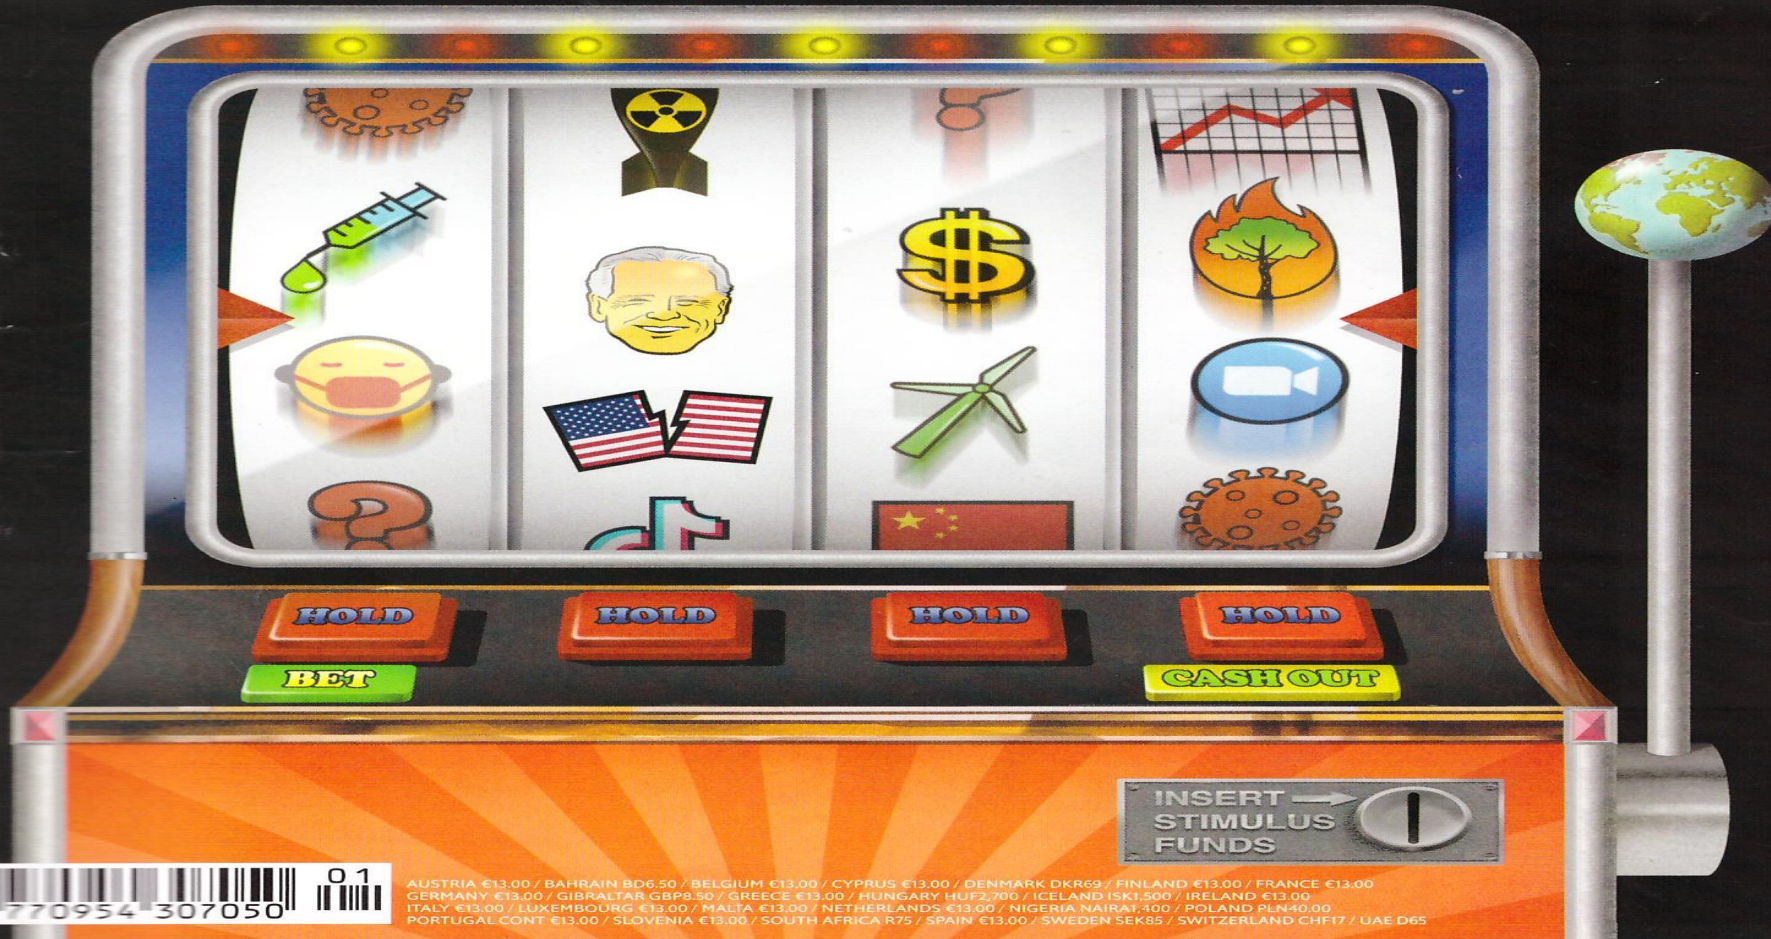 HOLD HOLD HOLD HOLD
BET CASH OUT
INSERT
STIMULUS
FUNDS
01
770954 307050
AUSTRIA €13.00 / BAHRAIN BD6.50 / BELGIUM €13.00 / CYPRUS €13.00 / DENMARK DKR69 / FINLAND €13.00 / FRANCE €13.00
GERMANY €13.00 / GIBRALTAR GBP8.50 / GREECE €13.00 / HUNGARY HUF2,700 / ICELAND ISK1,500 / IRELAND €13.00
ITALY €13.00 / LUXEMBOURG €13.00 / MALTA €13.00 / NETHERLANDS €13.00 / NIGERIA NAIRA1,400 / POLAND PLN40.00
PORTUGAL CONT €13.00 / SLOVENIA €13.00 / SOUTH AFRICA R75 / SPAIN €13.00 / SWEDEN SEK85 / SWITZERLAND CHF17 / UAE D65